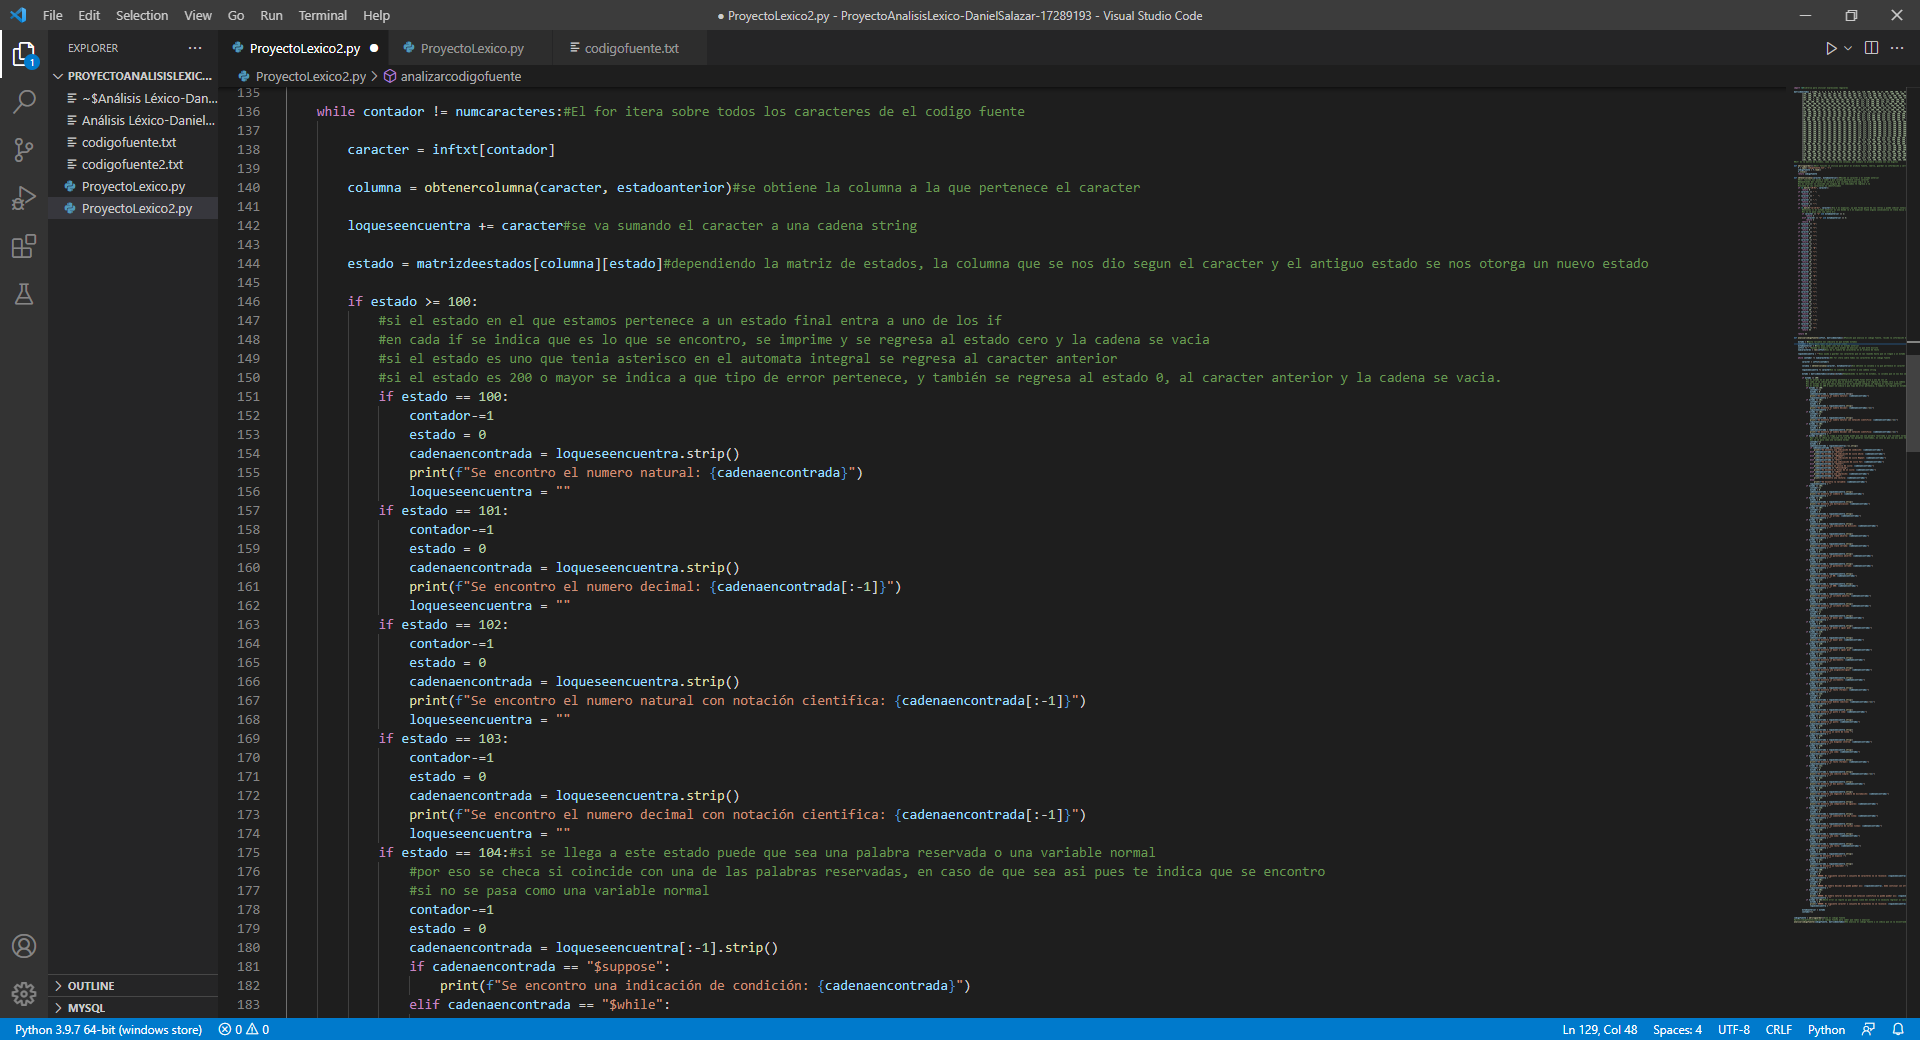 File Edit Selection View Go Run Terminal Help
● ProyectoLexico2.py - ProyectoAnalisisLexico-DanielSalazar-17289193 - Visual Studio Code
EXPLORER
PROYECTOANALISISLEXIC...
~$Análisis Léxico-Dan...
Análisis Léxico-Daniel...
codigofuente.txt
codigofuente2.txt
ProyectoLexico.py
ProyectoLexico2.py
OUTLINE
MYSQL
1
ProyectoLexico2.py ProyectoLexico.py codigofuente.txt
ProyectoLexico2.py > analizarcodigofuente
135
136 while contador != numcaracteres:#El for itera sobre todos los caracteres de el codigo fuente
137
138 caracter = inftxt[contador]
139
140 columna = obtenercolumna(caracter, estadoanterior)#se obtiene la columna a la que pertenece el caracter
141
142 loqueseencuentra += caracter#se va sumando el caracter a una cadena string
143
144 estado = matrizdeestados[columna][estado]#dependiendo la matriz de estados, la columna que se nos dio segun el caracter y el antiguo estado se nos otorga un nuevo estado
145
146 if estado >= 100:
147 #si el estado en el que estamos pertenece a un estado final entra a uno de los if
148 #en cada if se indica que es lo que se encontro, se imprime y se regresa al estado cero y la cadena se vacia
149 #si el estado es uno que tenia asterisco en el automata integral se regresa al caracter anterior
150 #si el estado es 200 o mayor se indica a que tipo de error pertenece, y también se regresa al estado 0, al caracter anterior y la cadena se vacia.
151 if estado == 100:
152 contador-=1
153 estado = 0
154 cadenaencontrada = loqueseencuentra.strip()
155 print(f"Se encontro el numero natural: {cadenaencontrada}")
156 loqueseencuentra = ""
157 if estado == 101:
158 contador-=1
159 estado = 0
160 cadenaencontrada = loqueseencuentra.strip()
161 print(f"Se encontro el numero decimal: {cadenaencontrada[:-1]}")
162 loqueseencuentra = ""
163 if estado == 102:
164 contador-=1
165 estado = 0
166 cadenaencontrada = loqueseencuentra.strip()
167 print(f"Se encontro el numero natural con notación cientifica: {cadenaencontrada[:-1]}")
168 loqueseencuentra = ""
169 if estado == 103:
170 contador-=1
171 estado = 0
172 cadenaencontrada = loqueseencuentra.strip()
173 print(f"Se encontro el numero decimal con notación cientifica: {cadenaencontrada[:-1]}")
174 loqueseencuentra = ""
175 if estado == 104:#si se llega a este estado puede que sea una palabra reservada o una variable normal
176 #por eso se checa si coincide con una de las palabras reservadas, en caso de que sea asi pues te indica que se encontro
177 #si no se pasa como una variable normal
178 contador-=1
179 estado = 0
180 cadenaencontrada = loqueseencuentra[:-1].strip()
181 if cadenaencontrada == "$suppose":
182 print(f"Se encontro una indicación de condición: {cadenaencontrada}")
183 elif cadenaencontrada == "$while":
Python 3.9.7 64-bit (windows store) 0 0
Ln 129, Col 48 Spaces: 4 UTF-8 CRLF Python